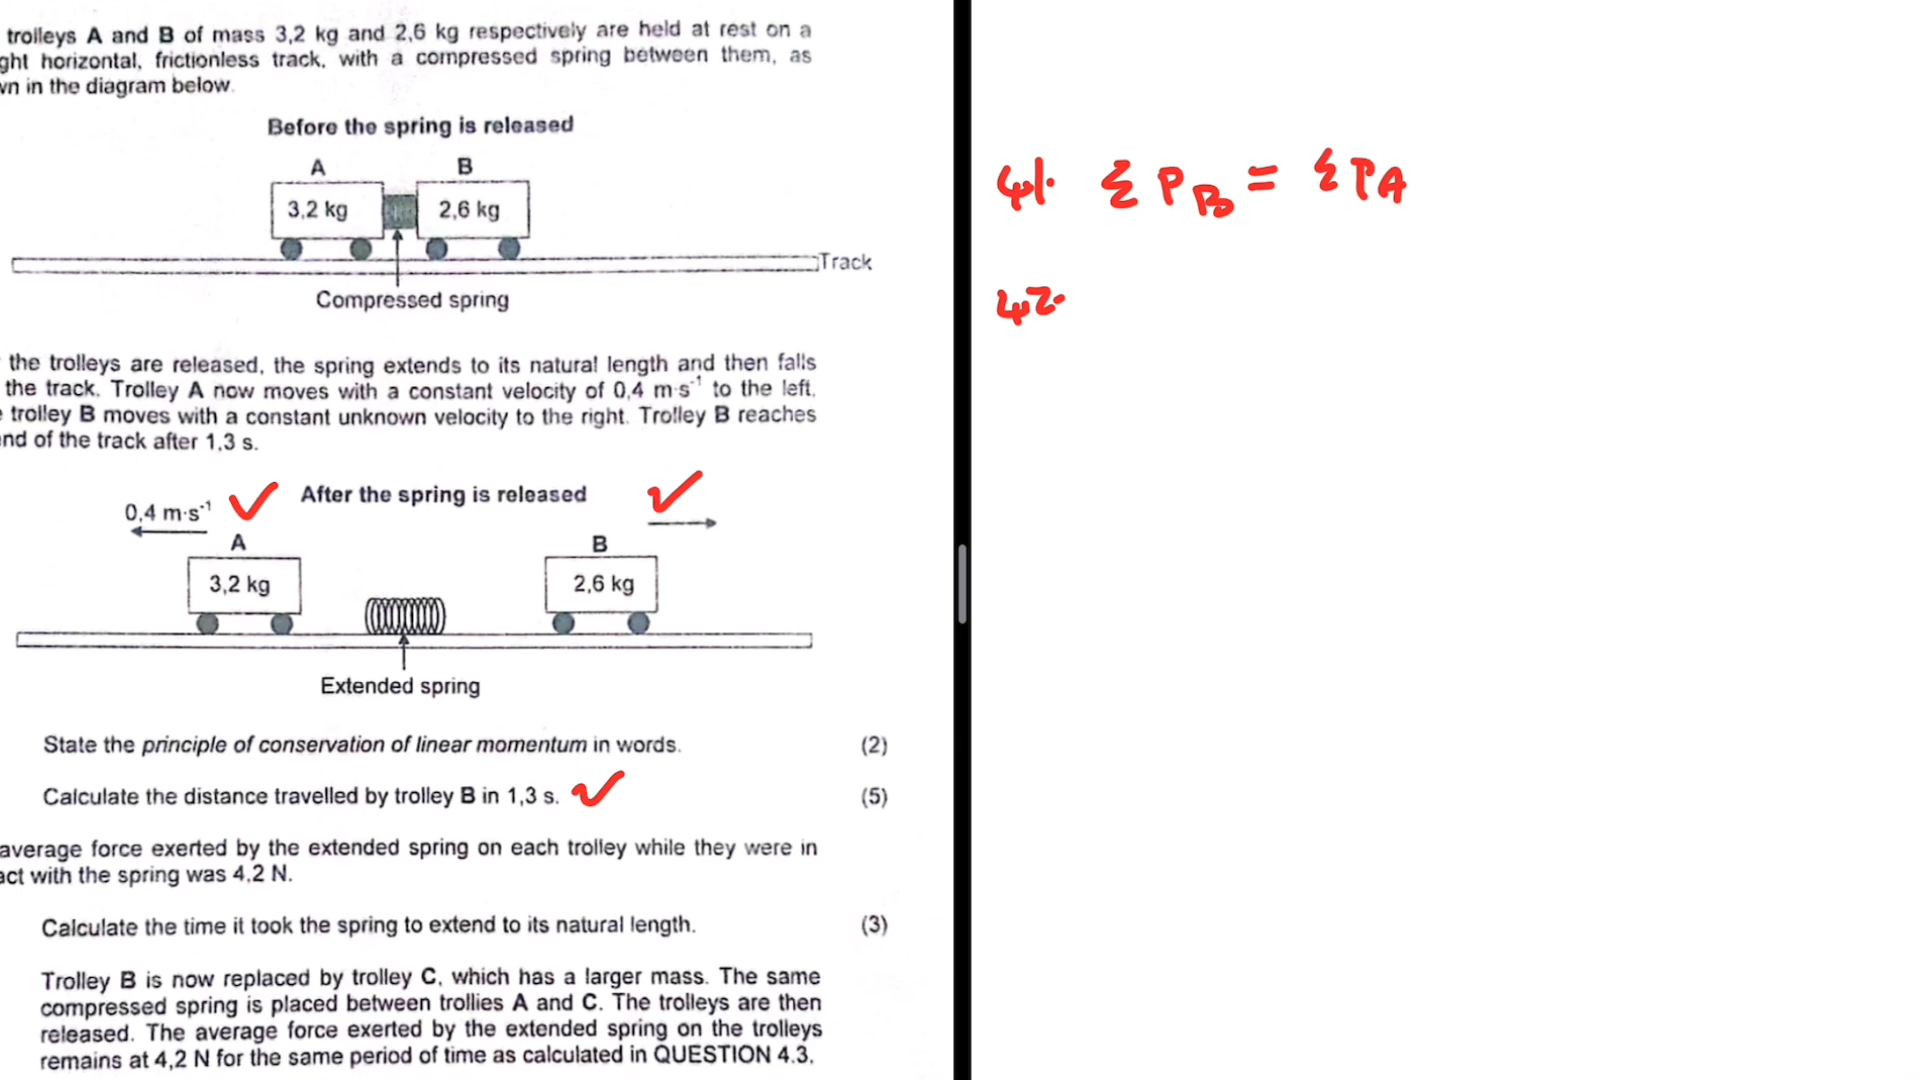 trolleys A and B of mass 3,2 kg and 2,6 kg respectively are held at rest on a
ght horizontal, frictionless track, with a compressed spring between them, as
wn in the diagram below.
Before the spring is released
A B
3,2 kg 2,6 kg
Track
Compressed spring
the trolleys are released, the spring extends to its natural length and then falls
the track. Trolley A now moves with a constant velocity of 0,4 m·s⁻¹ to the left,
trolley B moves with a constant unknown velocity to the right. Trolley B reaches
nd of the track after 1,3 s.
After the spring is released
0,4 m·s⁻¹
A B
3,2 kg 2,6 kg
Extended spring
State the principle of conservation of linear momentum in words. (2)
Calculate the distance travelled by trolley B in 1,3 s. (5)
average force exerted by the extended spring on each trolley while they were in
act with the spring was 4,2 N.
Calculate the time it took the spring to extend to its natural length. (3)
Trolley B is now replaced by trolley C, which has a larger mass. The same
compressed spring is placed between trollies A and C. The trolleys are then
released. The average force exerted by the extended spring on the trolleys
remains at 4,2 N for the same period of time as calculated in QUESTION 4.3.
4,1. Σ PB = Σ PA
4,2.